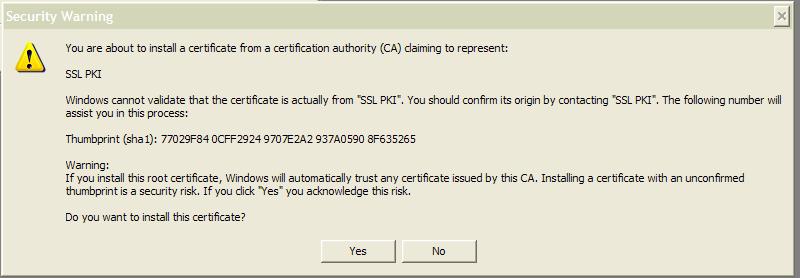 Security Warning
You are about to install a certificate from a certification authority (CA) claiming to represent:
SSL PKI
Windows cannot validate that the certificate is actually from "SSL PKI". You should confirm its origin by contacting "SSL PKI". The following number will
assist you in this process:
Thumbprint (sha1): 77029F84 0CFF2924 9707E2A2 937A0590 8F635265
Warning:
If you install this root certificate, Windows will automatically trust any certificate issued by this CA. Installing a certificate with an unconfirmed
thumbprint is a security risk. If you click "Yes" you acknowledge this risk.
Do you want to install this certificate?
Yes
No